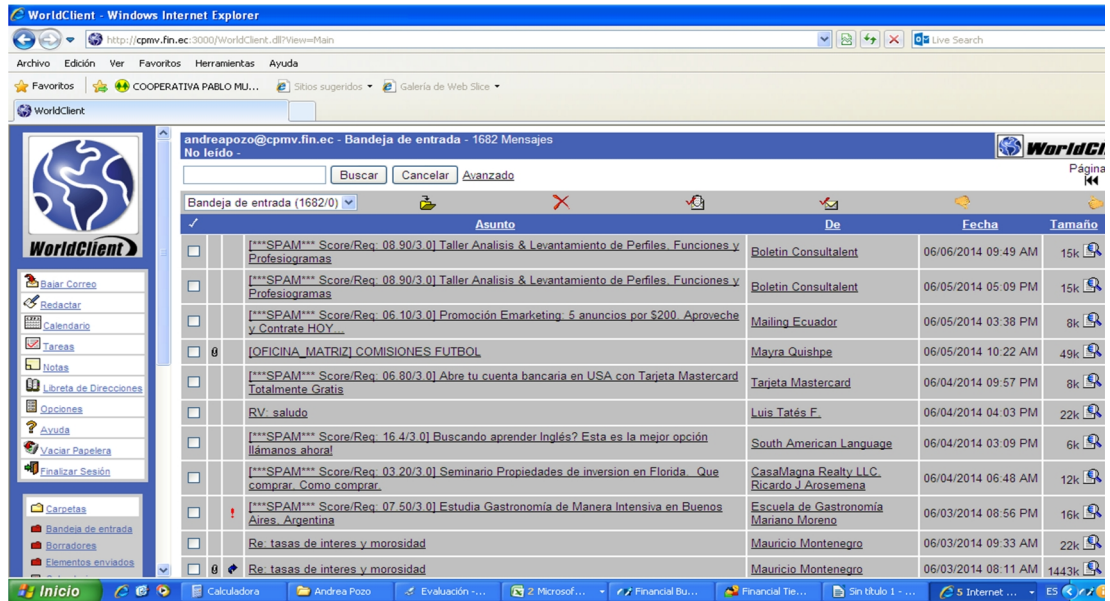 WorldClient - Windows Internet Explorer
http://cpmv.fin.ec:3000/WorldClient.dll?View=Main
Live Search
Archivo Edición Ver Favoritos Herramientas Ayuda
Favoritos COOPERATIVA PABLO MU... Sitios sugeridos Galería de Web Slice
WorldClient
andreapozo@cpmv.fin.ec - Bandeja de entrada - 1682 Mensajes
No leído -
WorldCli
Buscar Cancelar Avanzado
Página
Bandeja de entrada (1682/0)
Asunto De Fecha Tamaño
[***SPAM*** Score/Req: 08.90/3.0] Taller Analisis & Levantamiento de Perfiles, Funciones y
Profesiogramas
Boletin Consultalent 06/06/2014 09:49 AM 15k
[***SPAM*** Score/Req: 08.90/3.0] Taller Analisis & Levantamiento de Perfiles, Funciones y
Profesiogramas
Boletin Consultalent 06/05/2014 05:09 PM 15k
[***SPAM*** Score/Req: 06.10/3.0] Promoción Emarketing: 5 anuncios por $200. Aproveche
y Contrate HOY...
Mailing Ecuador 06/05/2014 03:38 PM 8k
[OFICINA_MATRIZ] COMISIONES FUTBOL Mayra Quishpe 06/05/2014 10:22 AM 49k
[***SPAM*** Score/Req: 06.80/3.0] Abre tu cuenta bancaria en USA con Tarjeta Mastercard
Totalmente Gratis
Tarjeta Mastercard 06/04/2014 09:57 PM 8k
RV: saludo Luis Tatés F. 06/04/2014 04:03 PM 22k
[***SPAM*** Score/Req: 16.4/3.0] Buscando aprender Inglés? Esta es la mejor opción
llámanos ahora!
South American Language 06/04/2014 03:09 PM 6k
[***SPAM*** Score/Req: 03.20/3.0] Seminario Propiedades de inversion en Florida. Que
comprar. Como comprar.
CasaMagna Realty LLC.
Ricardo J Arosemena
06/04/2014 06:48 AM 12k
[***SPAM*** Score/Req: 07.50/3.0] Estudia Gastronomía de Manera Intensiva en Buenos
Aires, Argentina
Escuela de Gastronomía
Mariano Moreno
06/03/2014 08:56 PM 16k
Re: tasas de interes y morosidad Mauricio Montenegro 06/03/2014 09:33 AM 22k
Re: tasas de interes y morosidad Mauricio Montenegro 06/03/2014 08:11 AM 1443k
WorldClient
Bajar Correo
Redactar
Calendario
Tareas
Notas
Libreta de Direcciones
Opciones
Ayuda
Vaciar Papelera
Finalizar Sesión
Carpetas
Bandeja de entrada
Borradores
Elementos enviados
Inicio Calculadora Andrea Pozo Evaluación -... 2 Microsof... Financial Bu... Financial Tie... Sin título 1 - ... 5 Internet ... ES